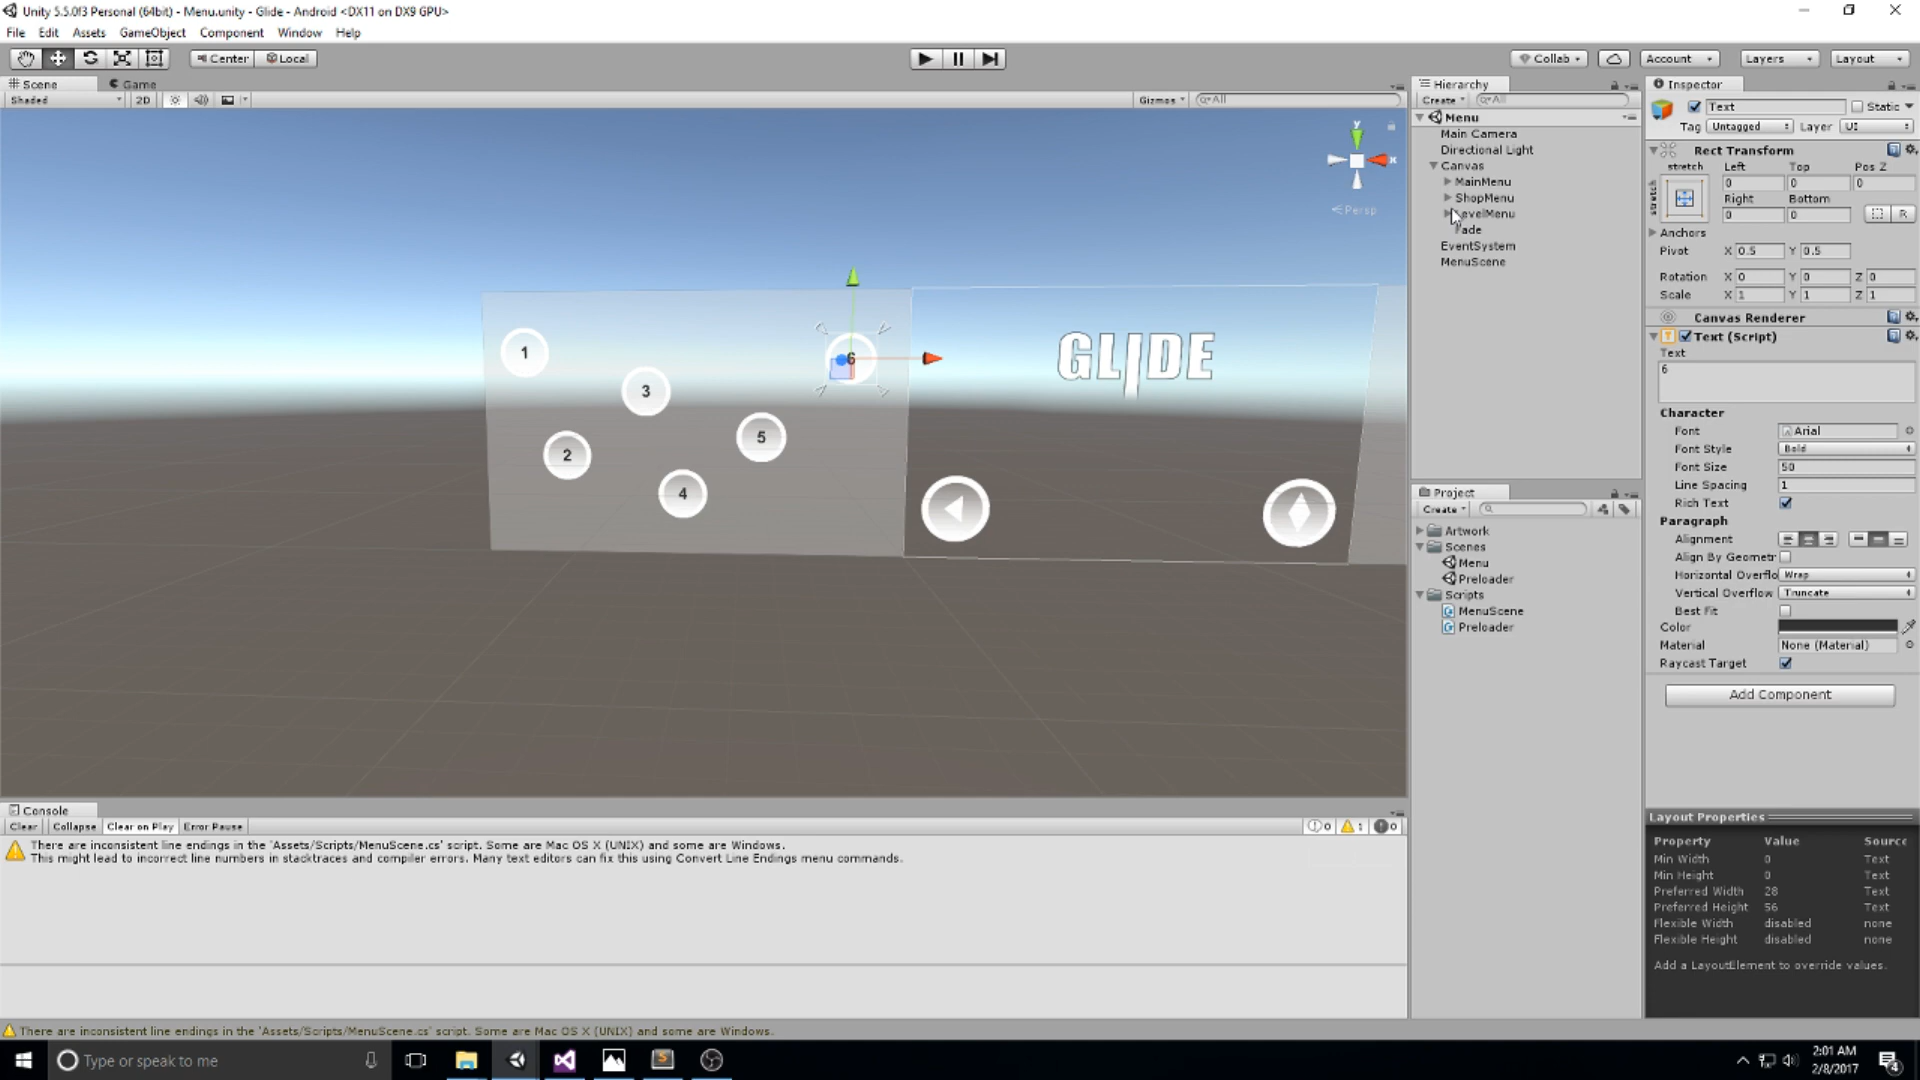 Unity 5.5.0f3 Personal (64bit) - Menu.unity - Glide - Android <DX11 on DX9 GPU>
File Edit Assets GameObject Component Window Help
Center Local Collab Account Layers Layout
Scene Game
Shaded 2D Gizmos All
y
x
Persp
1
3
6
2
5
4
GLIDE
Hierarchy
Create All
Menu
Main Camera
Directional Light
Canvas
MainMenu
ShopMenu
LevelMenu
Fade
EventSystem
MenuScene
Project
Create
Artwork
Scenes
Menu
Preloader
Scripts
MenuScene
Preloader
Inspector
Text Static
Tag Untagged Layer UI
Rect Transform
stretch Left Top Pos Z
stretch 0 0 0
Right Bottom
0 0 R
Anchors
Pivot X 0.5 Y 0.5
Rotation X 0 Y 0 Z 0
Scale X 1 Y 1 Z 1
Canvas Renderer
Text (Script)
Text
6
Character
Font Arial
Font Style Bold
Font Size 50
Line Spacing 1
Rich Text
Paragraph
Alignment
Align By Geometr
Horizontal Overflo Wrap
Vertical Overflow Truncate
Best Fit
Color
Material None (Material)
Raycast Target
Add Component
Layout Properties
Property Value Source
Min Width 0 Text
Min Height 0 Text
Preferred Width 28 Text
Preferred Height 56 Text
Flexible Width disabled none
Flexible Height disabled none
Add a LayoutElement to override values.
Console
Clear Collapse Clear on Play Error Pause 0 1 0
There are inconsistent line endings in the 'Assets/Scripts/MenuScene.cs' script. Some are Mac OS X (UNIX) and some are Windows.
This might lead to incorrect line numbers in stacktraces and compiler errors. Many text editors can fix this using Convert Line Endings menu commands.
There are inconsistent line endings in the 'Assets/Scripts/MenuScene.cs' script. Some are Mac OS X (UNIX) and some are Windows.
Type or speak to me
2:01 AM
2/8/2017
4